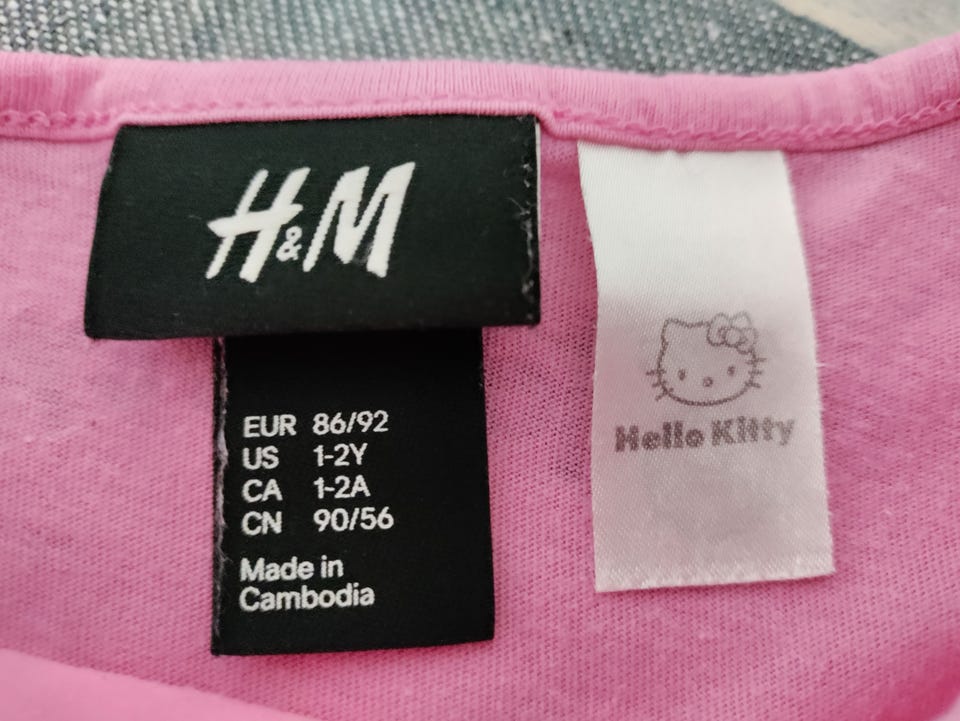 H&M
EUR 86/92
US 1-2Y
CA 1-2A
CN 90/56
Made in
Cambodia
Hello Kitty